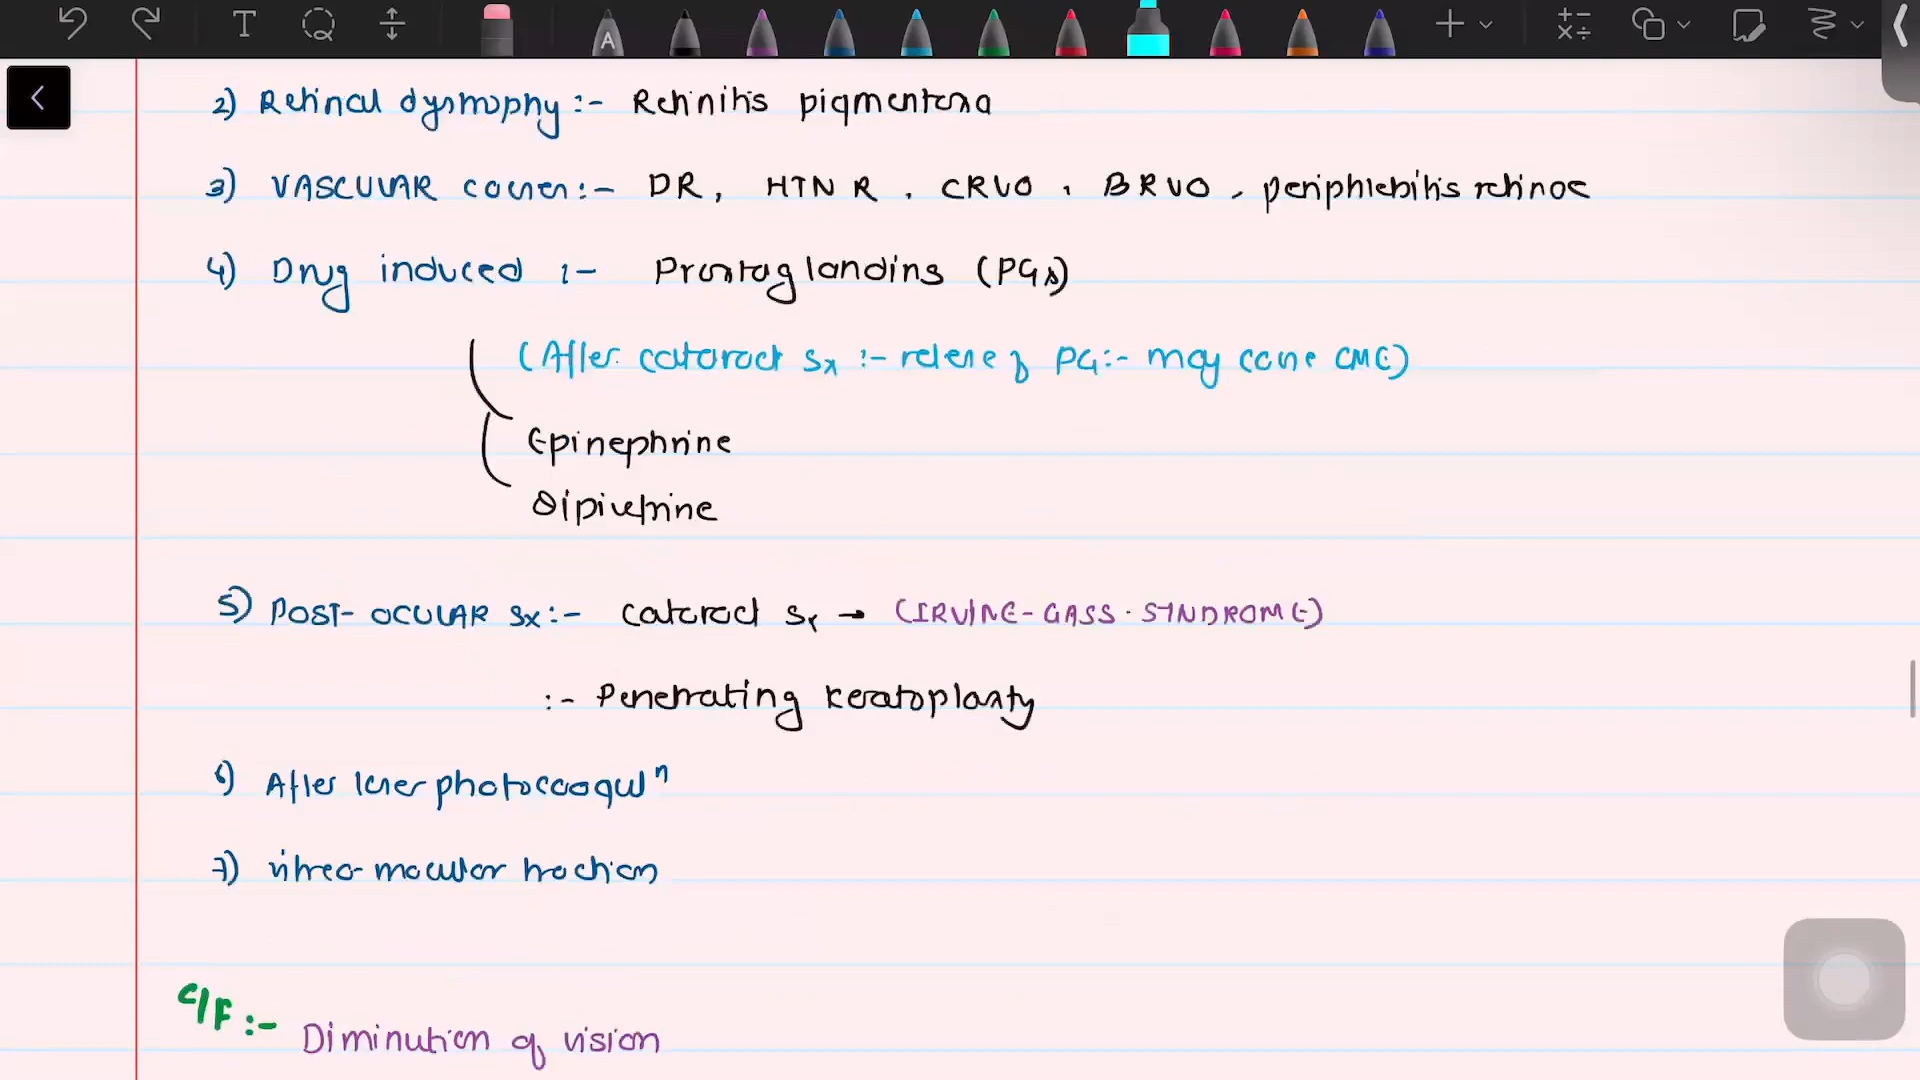 2) Retinal dystrophy :- Retinitis pigmentosa
3) VASCULAR causes :- DR, HTN R, CRVO, BRVO, periphlebitis retinae
4) Drug induced :- Prostaglandins (PGs)
(After cataract Sx :- release of PG :- may cause CME)
Epinephrine
Dipivefrine
5) POST-OCULAR Sx :- Cataract Sx → (IRVINE-GASS. SYNDROME)
:- Penetrating keratoplasty
6) After laser photocoagulⁿ
7) vitreo-macular traction
C/F :- Diminution of vision